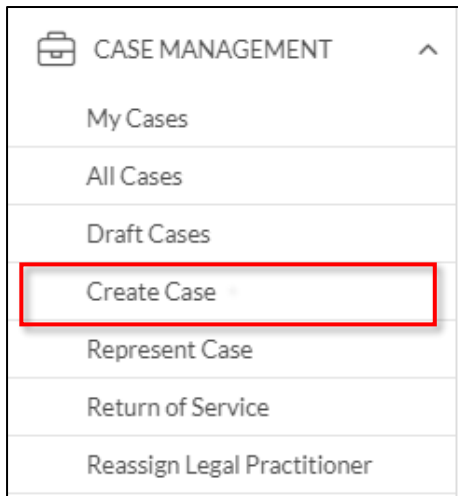 CASE MANAGEMENT
My Cases
All Cases
Draft Cases
Create Case
Represent Case
Return of Service
Reassign Legal Practitioner